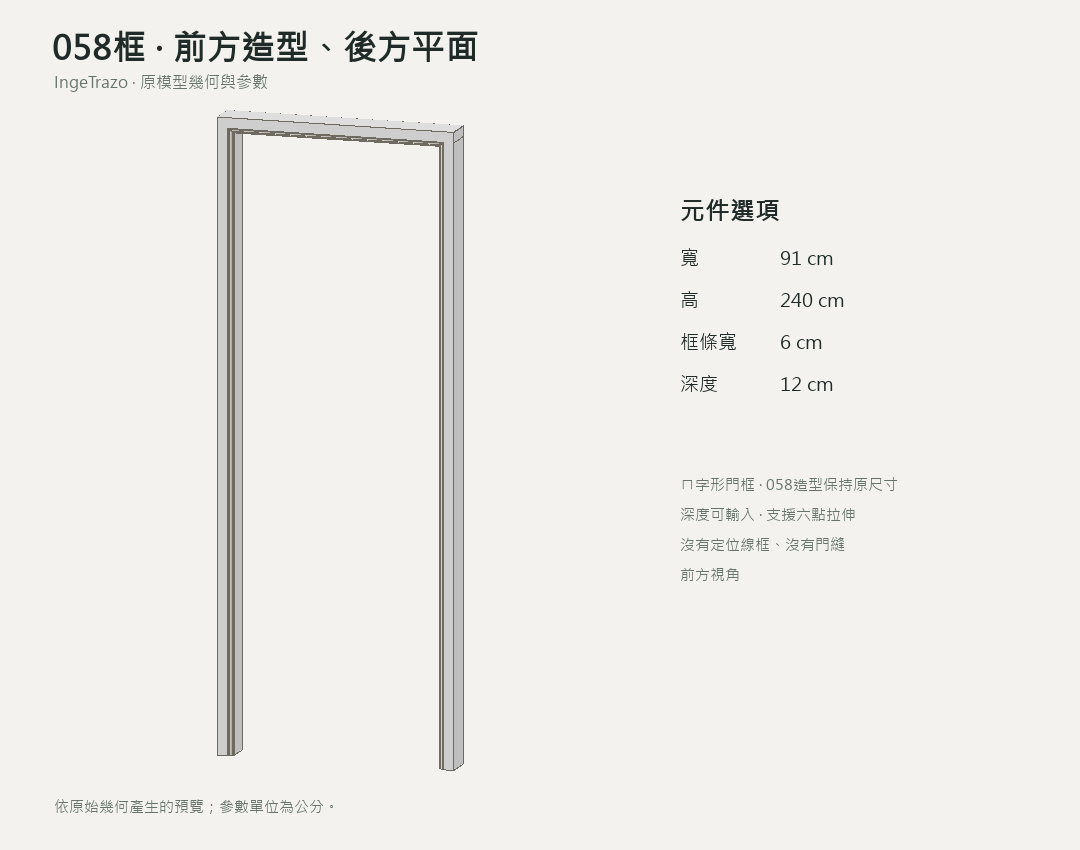 058框 · 前方造型、後方平面
IngeTrazo · 原模型幾何與參數
元件選項
寬 91 cm
高 240 cm
框條寬 6 cm
深度 12 cm
ㄇ字形門框 · 058造型保持原尺寸
深度可輸入 · 支援六點拉伸
沒有定位線框、沒有門縫
前方視角
依原始幾何產生的預覽；參數單位為公分。